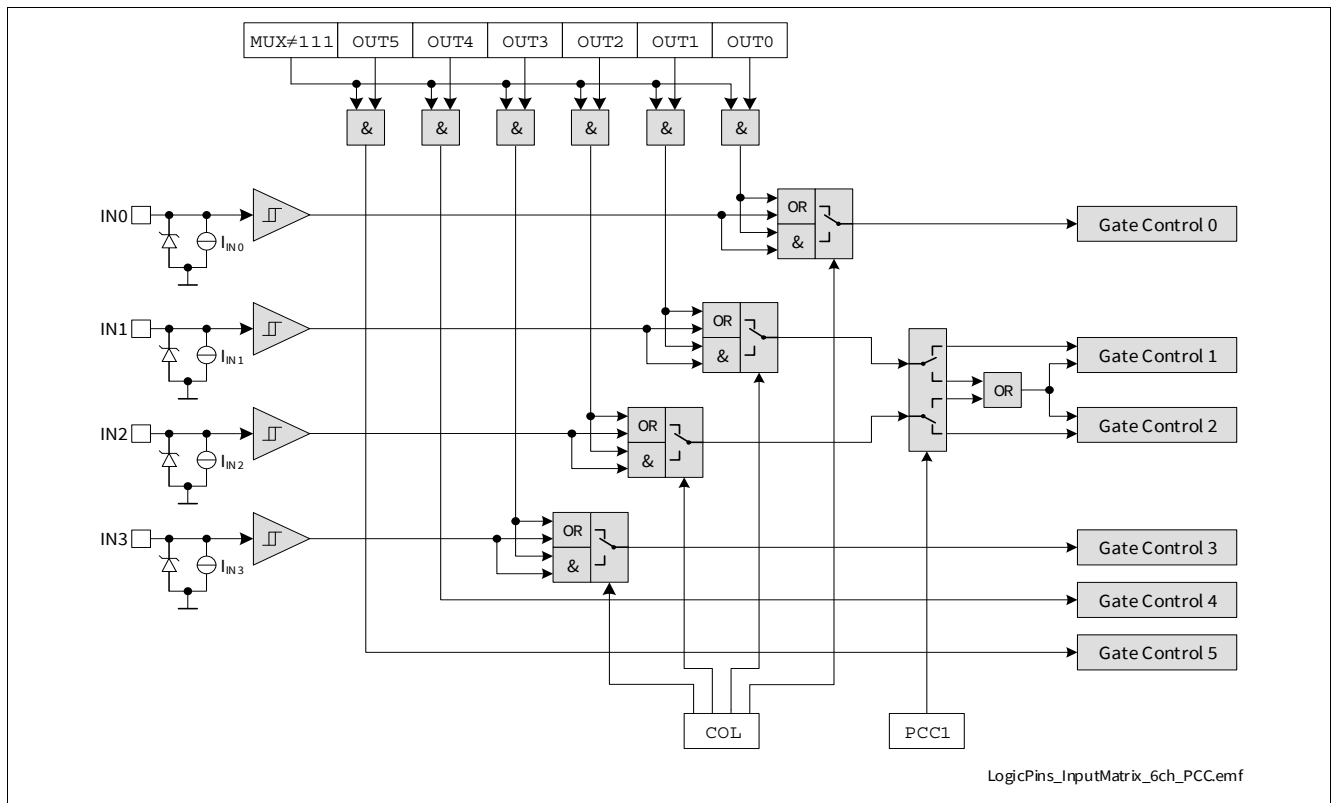 MUX≠111 OUT5 OUT4 OUT3 OUT2 OUT1 OUT0
& & & & & &
IN0
I_IN0
OR
&
Gate Control 0
IN1
I_IN1
OR
&
OR
Gate Control 1
Gate Control 2
IN2
I_IN2
OR
&
IN3
I_IN3
OR
&
Gate Control 3
Gate Control 4
Gate Control 5
COL
PCC1
LogicPins_InputMatrix_6ch_PCC.emf